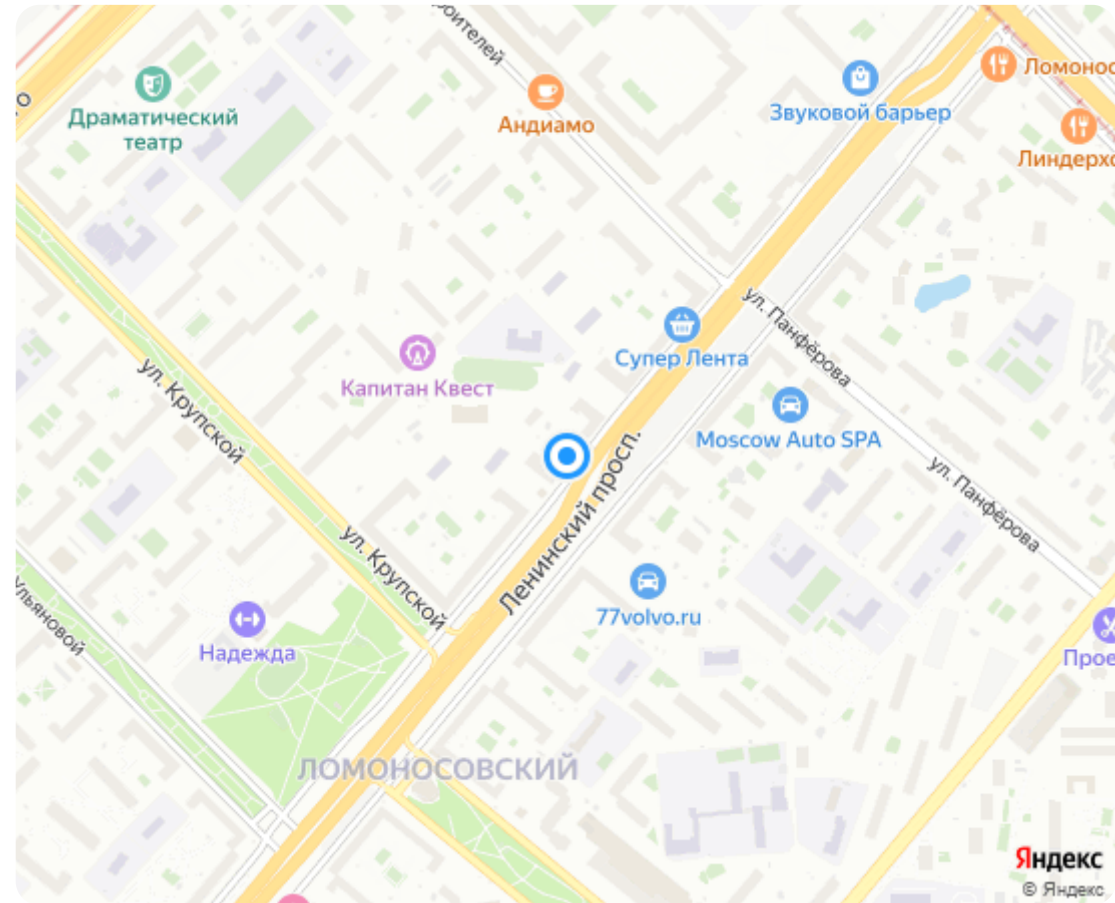 Драматический
театр
Андиамо
Звуковой барьер
ул. Панфёрова
Супер Лента
Капитан Квест
Moscow Auto SPA
ул. Крупской
ул. Панфёрова
Ленинский просп.
ул. Крупской
77volvo.ru
Надежда
ЛОМОНОСОВСКИЙ
Яндекс
© Яндекс